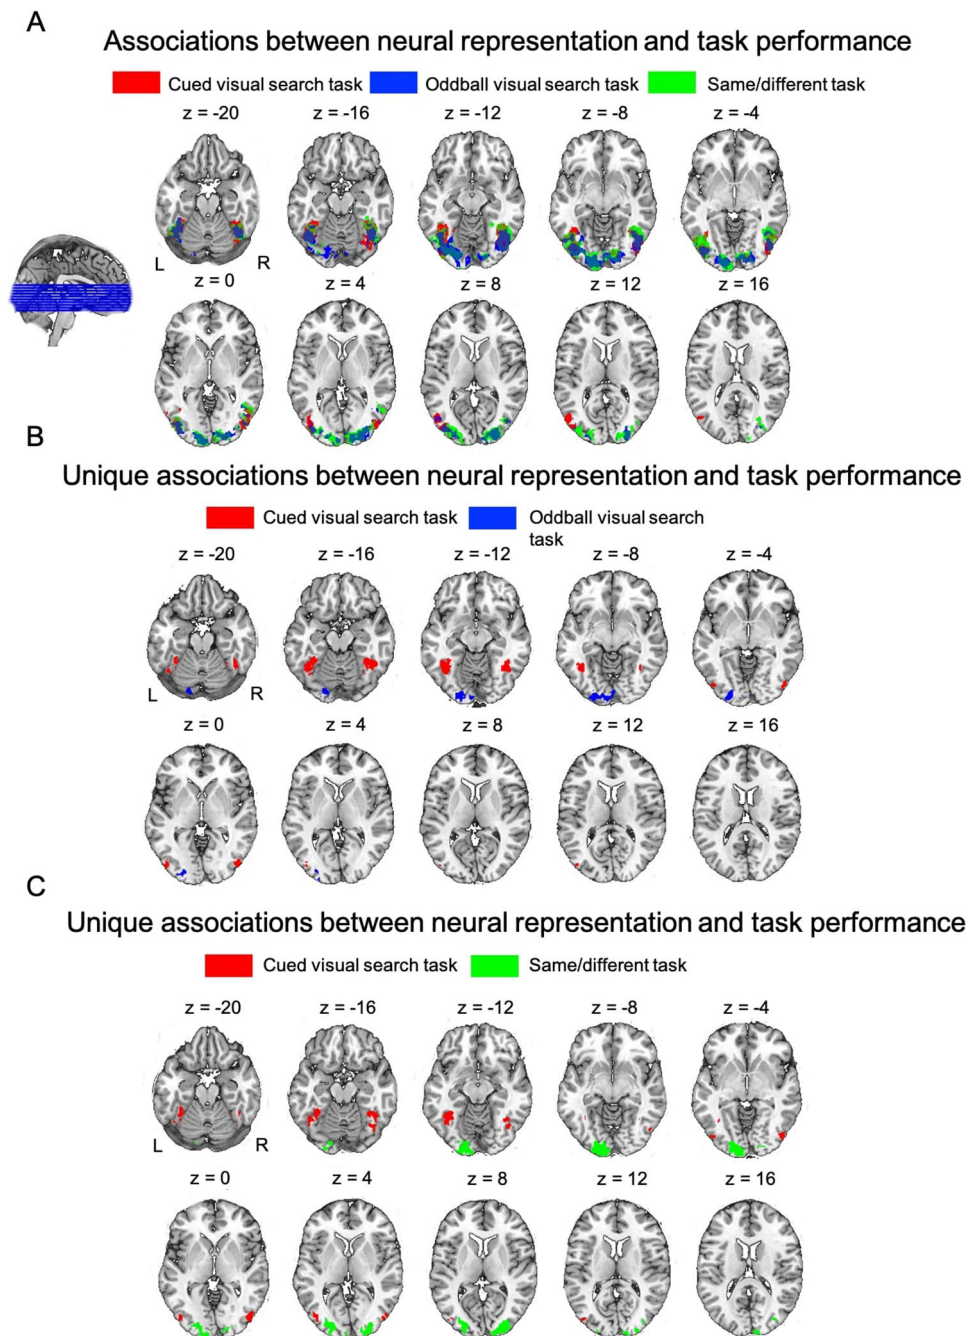 A
Associations between neural representation and task performance
Cued visual search task Oddball visual search task Same/different task
z = -20 z = -16 z = -12 z = -8 z = -4
L R
z = 0 z = 4 z = 8 z = 12 z = 16
B
Unique associations between neural representation and task performance
Cued visual search task Oddball visual search
task
z = -20 z = -16 z = -12 z = -8 z = -4
L R
z = 0 z = 4 z = 8 z = 12 z = 16
C
Unique associations between neural representation and task performance
Cued visual search task Same/different task
z = -20 z = -16 z = -12 z = -8 z = -4
L R
z = 0 z = 4 z = 8 z = 12 z = 16